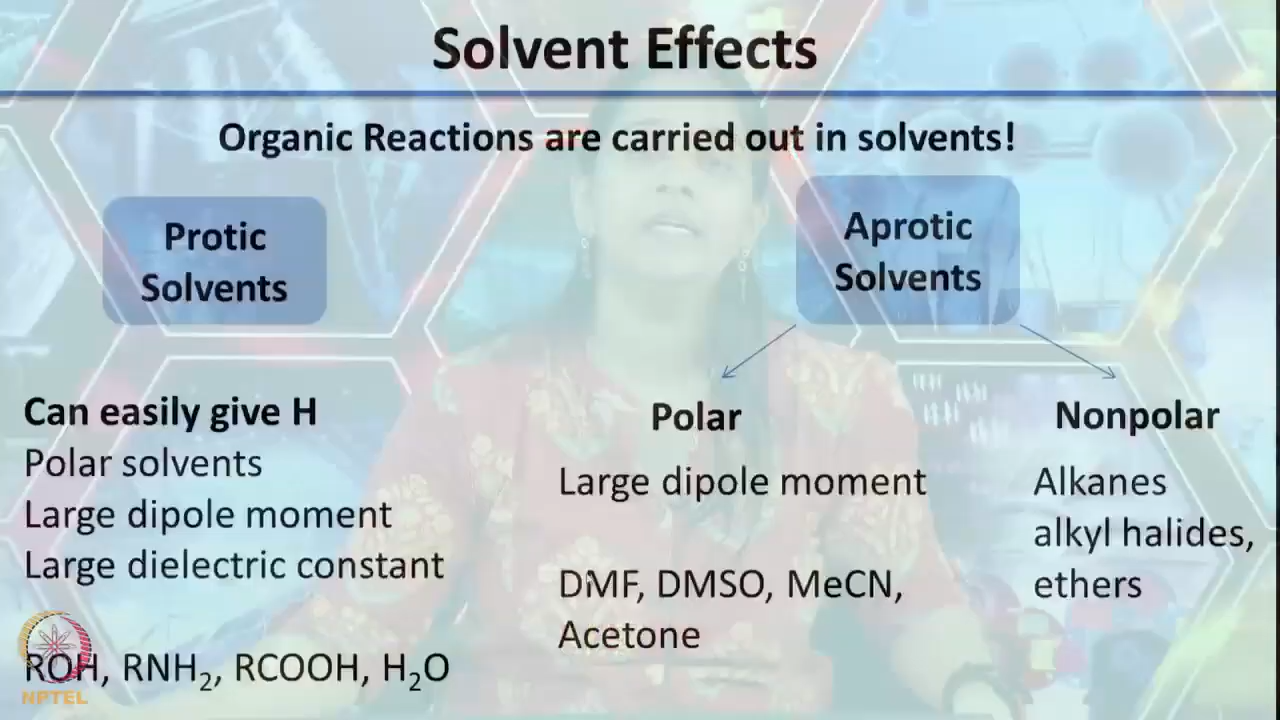 Solvent Effects
Organic Reactions are carried out in solvents!
Protic
Solvents
Aprotic
Solvents
Can easily give H
Polar solvents
Large dipole moment
Large dielectric constant
ROH, RNH₂, RCOOH, H₂O
Polar
Large dipole moment
DMF, DMSO, MeCN,
Acetone
Nonpolar
Alkanes
alkyl halides,
ethers
NPTEL